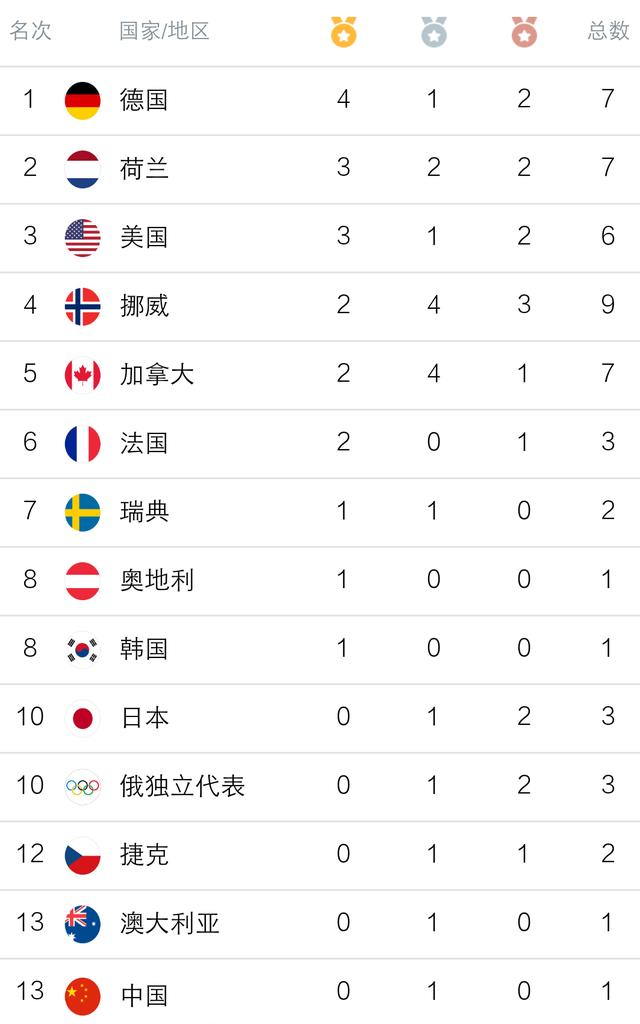 名次 国家/地区 总数
1 德国 4 1 2 7
2 荷兰 3 2 2 7
3 美国 3 1 2 6
4 挪威 2 4 3 9
5 加拿大 2 4 1 7
6 法国 2 0 1 3
7 瑞典 1 1 0 2
8 奥地利 1 0 0 1
8 韩国 1 0 0 1
10 日本 0 1 2 3
10 俄独立代表 0 1 2 3
12 捷克 0 1 1 2
13 澳大利亚 0 1 0 1
13 中国 0 1 0 1